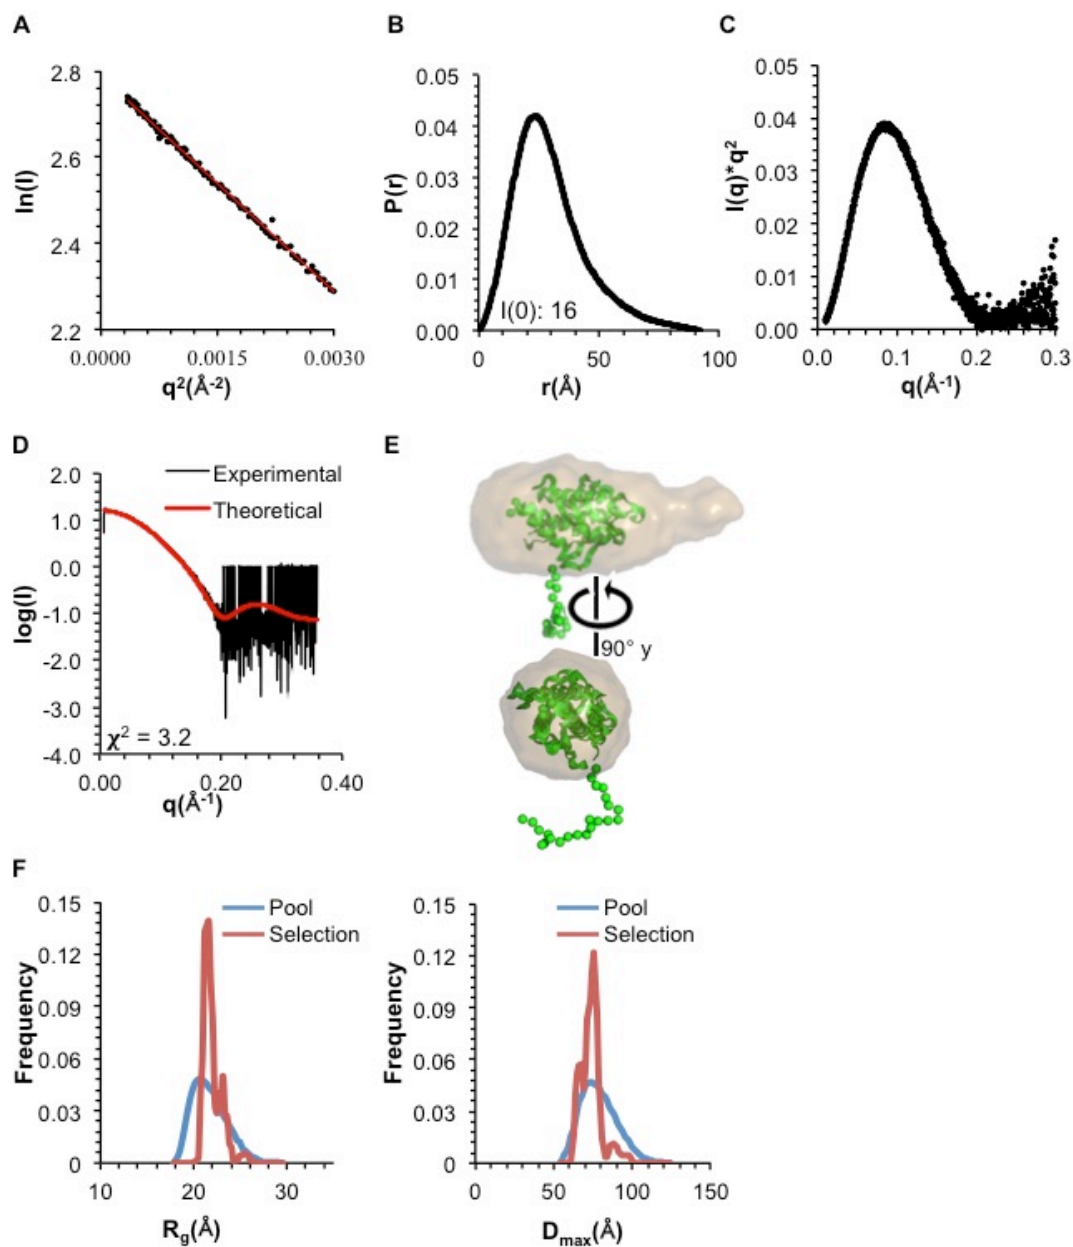 A
B
C
2.8
2.6
2.4
2.2
ln(I)
0.0000
0.0015
0.0030
q²(Å⁻²)
0.05
0.04
0.03
0.02
0.01
0.00
P(r)
I(0): 16
0
50
100
r(Å)
0.05
0.04
0.03
0.02
0.01
0.00
I(q)*q²
0.0
0.1
0.2
0.3
q(Å⁻¹)
D
E
2.0
1.0
0.0
-1.0
-2.0
-3.0
-4.0
log(I)
Experimental
Theoretical
χ² = 3.2
0.00
0.20
0.40
q(Å⁻¹)
90° y
F
0.15
0.12
0.09
0.06
0.03
0
Frequency
Pool
Selection
10
20
30
Rg(Å)
0.15
0.12
0.09
0.06
0.03
0
Frequency
Pool
Selection
0
50
100
150
Dmax(Å)